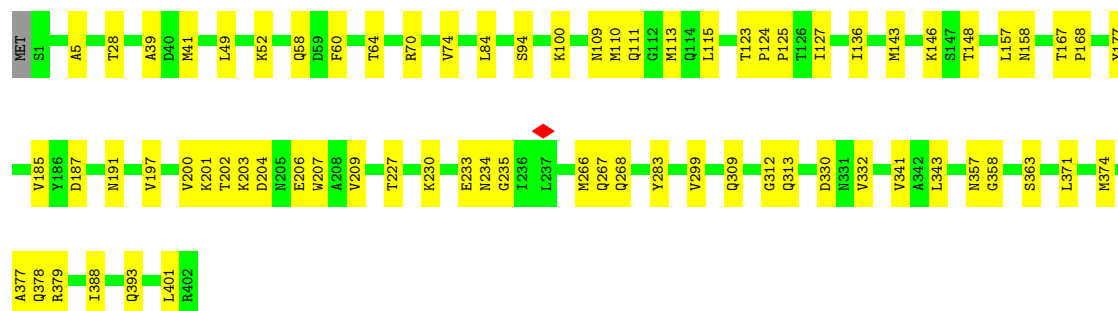 MET S1 A5 T28 A39 D40 M41 L49 K52 Q58 D59 F60 T64 R70 V74 L84 S94 K100 N109 M110 Q111 G112 M113 Q114 L115 T123 P124 P125 T126 I127 I136 M143 K146 S147 T148 L157 N158 T167 P168 Y177
V185 Y186 D187 N191 V197 V200 K201 T202 K203 D204 N205 E206 W207 A208 V209 T227 K230 E233 N234 G235 I236 L237 M266 Q267 Q268 Y283 V299 Q309 G312 Q313 D330 N331 V332 V341 A342 L343 N357 G358 S363 L371 M374
A377 Q378 R379 I388 Q393 L401 R402